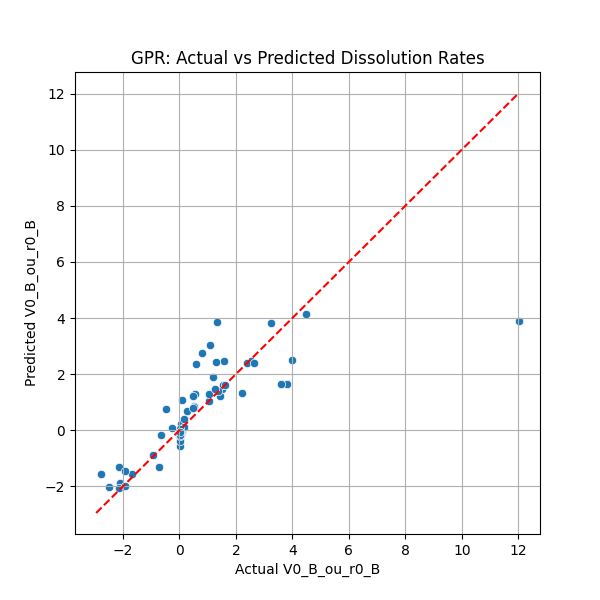 GPR: Actual vs Predicted Dissolution Rates
12
10
8
6
4
2
0
−2
Predicted V0_B_ou_r0_B
−2 0 2 4 6 8 10 12
Actual V0_B_ou_r0_B